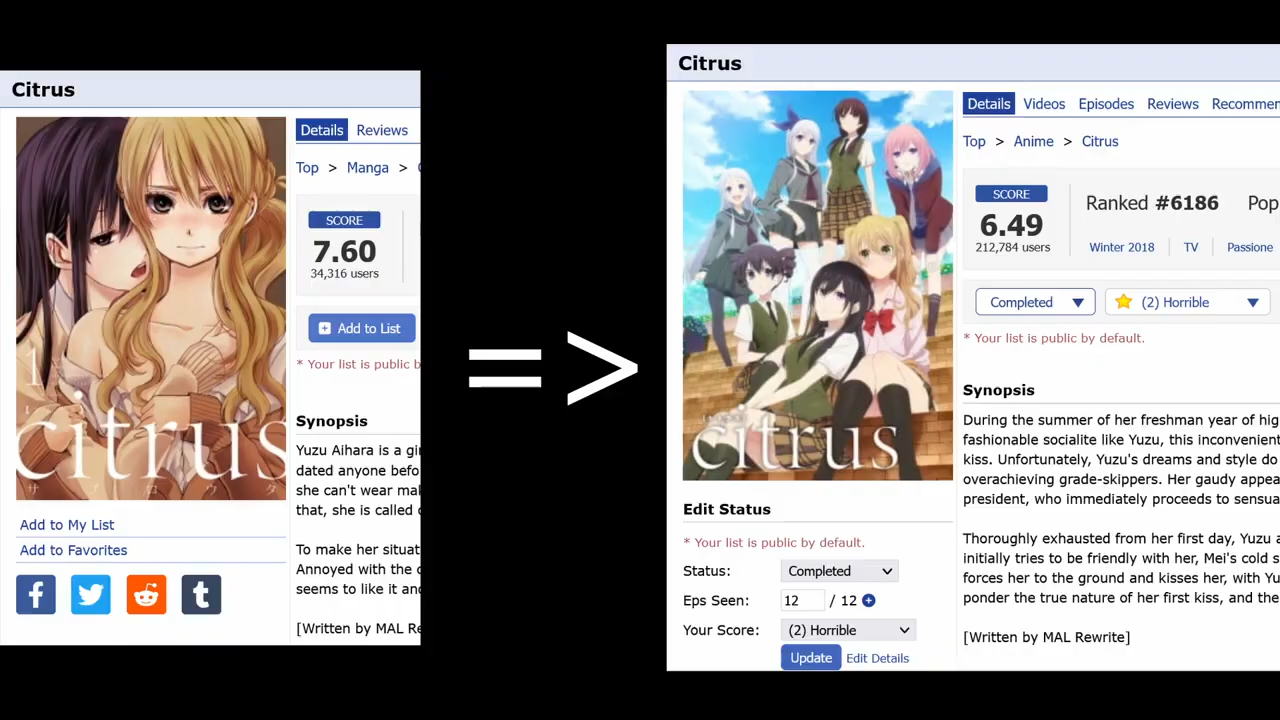 Citrus
1
citrus
サブロウタ
Details Reviews
Top > Manga >
SCORE
7.60
34,316 users
Add to List
* Your list is public b
Synopsis
Yuzu Aihara is a gi
dated anyone befo
she can't wear mal
that, she is called
To make her situat
Annoyed with the
seems to like it an
[Written by MAL Re
Add to My List
Add to Favorites
f
t
=>
Citrus
citrus
Details Videos Episodes Reviews Recommen
Top > Anime > Citrus
SCORE
6.49
212,784 users
Ranked #6186 Pop
Winter 2018 TV Passione
Completed (2) Horrible
* Your list is public by default.
Synopsis
During the summer of her freshman year of hig
fashionable socialite like Yuzu, this inconvenient
kiss. Unfortunately, Yuzu's dreams and style do
overachieving grade-skippers. Her gaudy appea
president, who immediately proceeds to sensua
Thoroughly exhausted from her first day, Yuzu a
initially tries to be friendly with her, Mei's cold s
forces her to the ground and kisses her, with Yu
ponder the true nature of her first kiss, and the
[Written by MAL Rewrite]
Edit Status
* Your list is public by default.
Status: Completed
Eps Seen: 12 / 12
Your Score: (2) Horrible
Update Edit Details